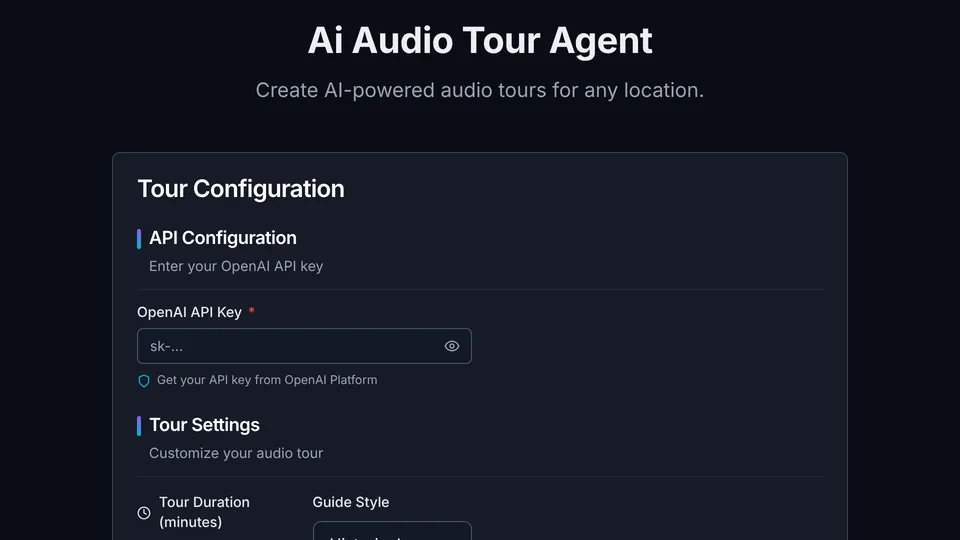 Ai Audio Tour Agent
Create AI-powered audio tours for any location.
Tour Configuration
API Configuration
Enter your OpenAI API key
OpenAI API Key *
sk-...
Get your API key from OpenAI Platform
Tour Settings
Customize your audio tour
Tour Duration
(minutes)
Guide Style